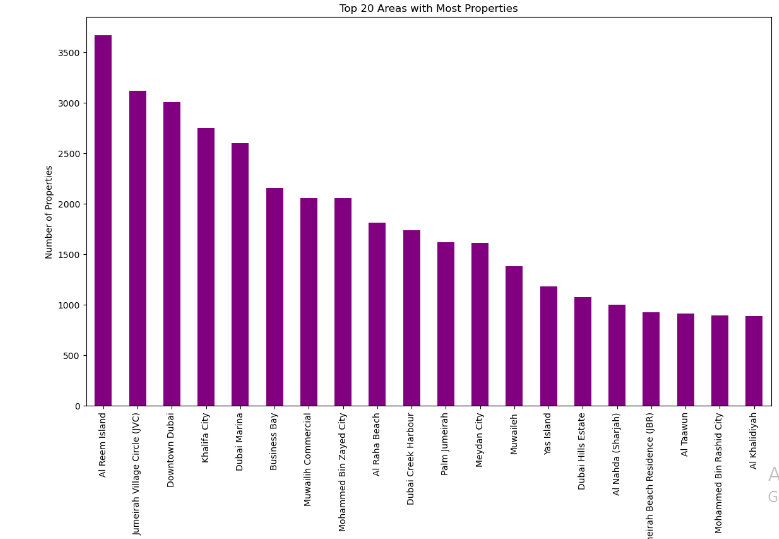 Top 20 Areas with Most Properties
Number of Properties
3500
3000
2500
2000
1500
1000
500
0
Al Reem Island
Jumeirah Village Circle (JVC)
Downtown Dubai
Khalifa City
Dubai Marina
Business Bay
Muwailih Commercial
Mohammed Bin Zayed City
Al Raha Beach
Dubai Creek Harbour
Palm Jumeirah
Meydan City
Muwaileh
Yas Island
Dubai Hills Estate
Al Nahda (Sharjah)
Beach Residence (JBR)
Al Taawun
Mohammed Bin Rashid City
Al Khalidiyah